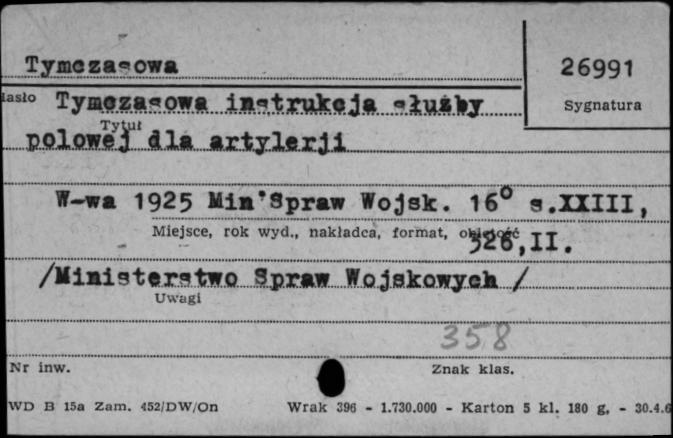 Tymczasowa
26991
Hasło Tymczasowa instrukcja służby
Sygnatura
Tytuł
polowej dla artylerji
W-wa 1925 Min.Spraw Wojsk. 16° s.XXIII,
Miejsce, rok wyd., nakładca, format, objętość
326,II.
/Ministerstwo Spraw Wojskowych /
Uwagi
358
Nr inw.
Znak klas.
WD B 15a Zam. 452/DW/On
Wrak 396 - 1.730.000 - Karton 5 kl. 180 g. - 30.4.6